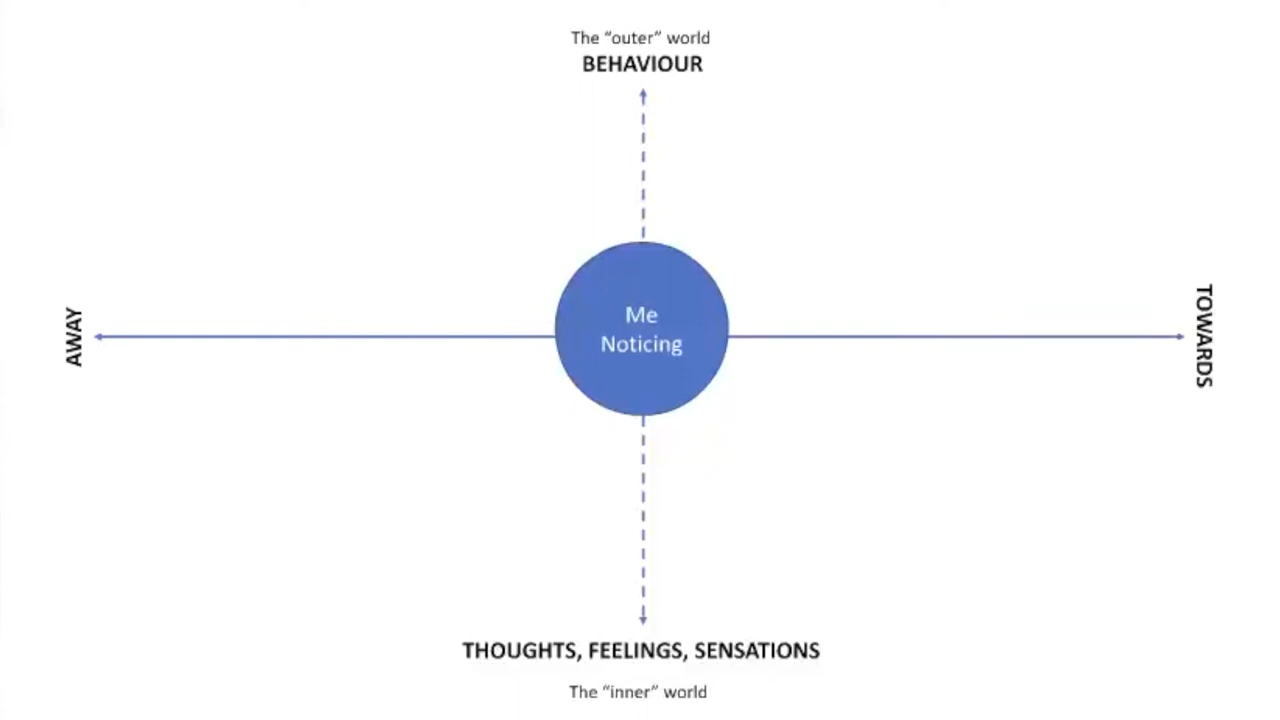 The “outer” world
BEHAVIOUR
AWAY
Me
Noticing
TOWARDS
THOUGHTS, FEELINGS, SENSATIONS
The “inner” world